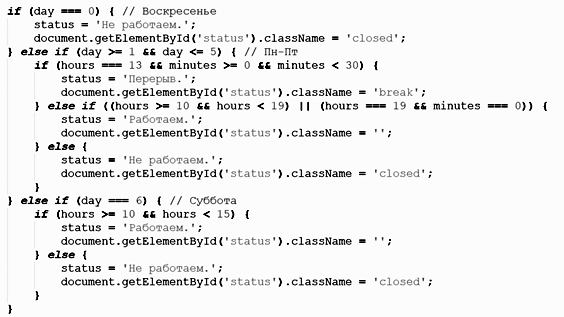 if (day === 0) { // Воскресенье
    status = 'Не работаем.';
    document.getElementById('status').className = 'closed';
} else if (day >= 1 && day <= 5) { // Пн-Пт
    if (hours === 13 && minutes >= 0 && minutes < 30) {
        status = 'Перерыв.';
        document.getElementById('status').className = 'break';
    } else if ((hours >= 10 && hours < 19) || (hours === 19 && minutes === 0)) {
        status = 'Работаем.';
        document.getElementById('status').className = '';
    } else {
        status = 'Не работаем.';
        document.getElementById('status').className = 'closed';
    }
} else if (day === 6) { // Суббота
    if (hours >= 10 && hours < 15) {
        status = 'Работаем.';
        document.getElementById('status').className = '';
    } else {
        status = 'Не работаем.';
        document.getElementById('status').className = 'closed';
    }
}